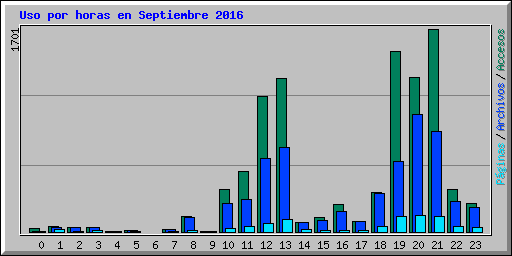 Uso por horas en Septiembre 2016
1701
Páginas / Archivos / Accesos
0 1 2 3 4 5 6 7 8 9 10 11 12 13 14 15 16 17 18 19 20 21 22 23